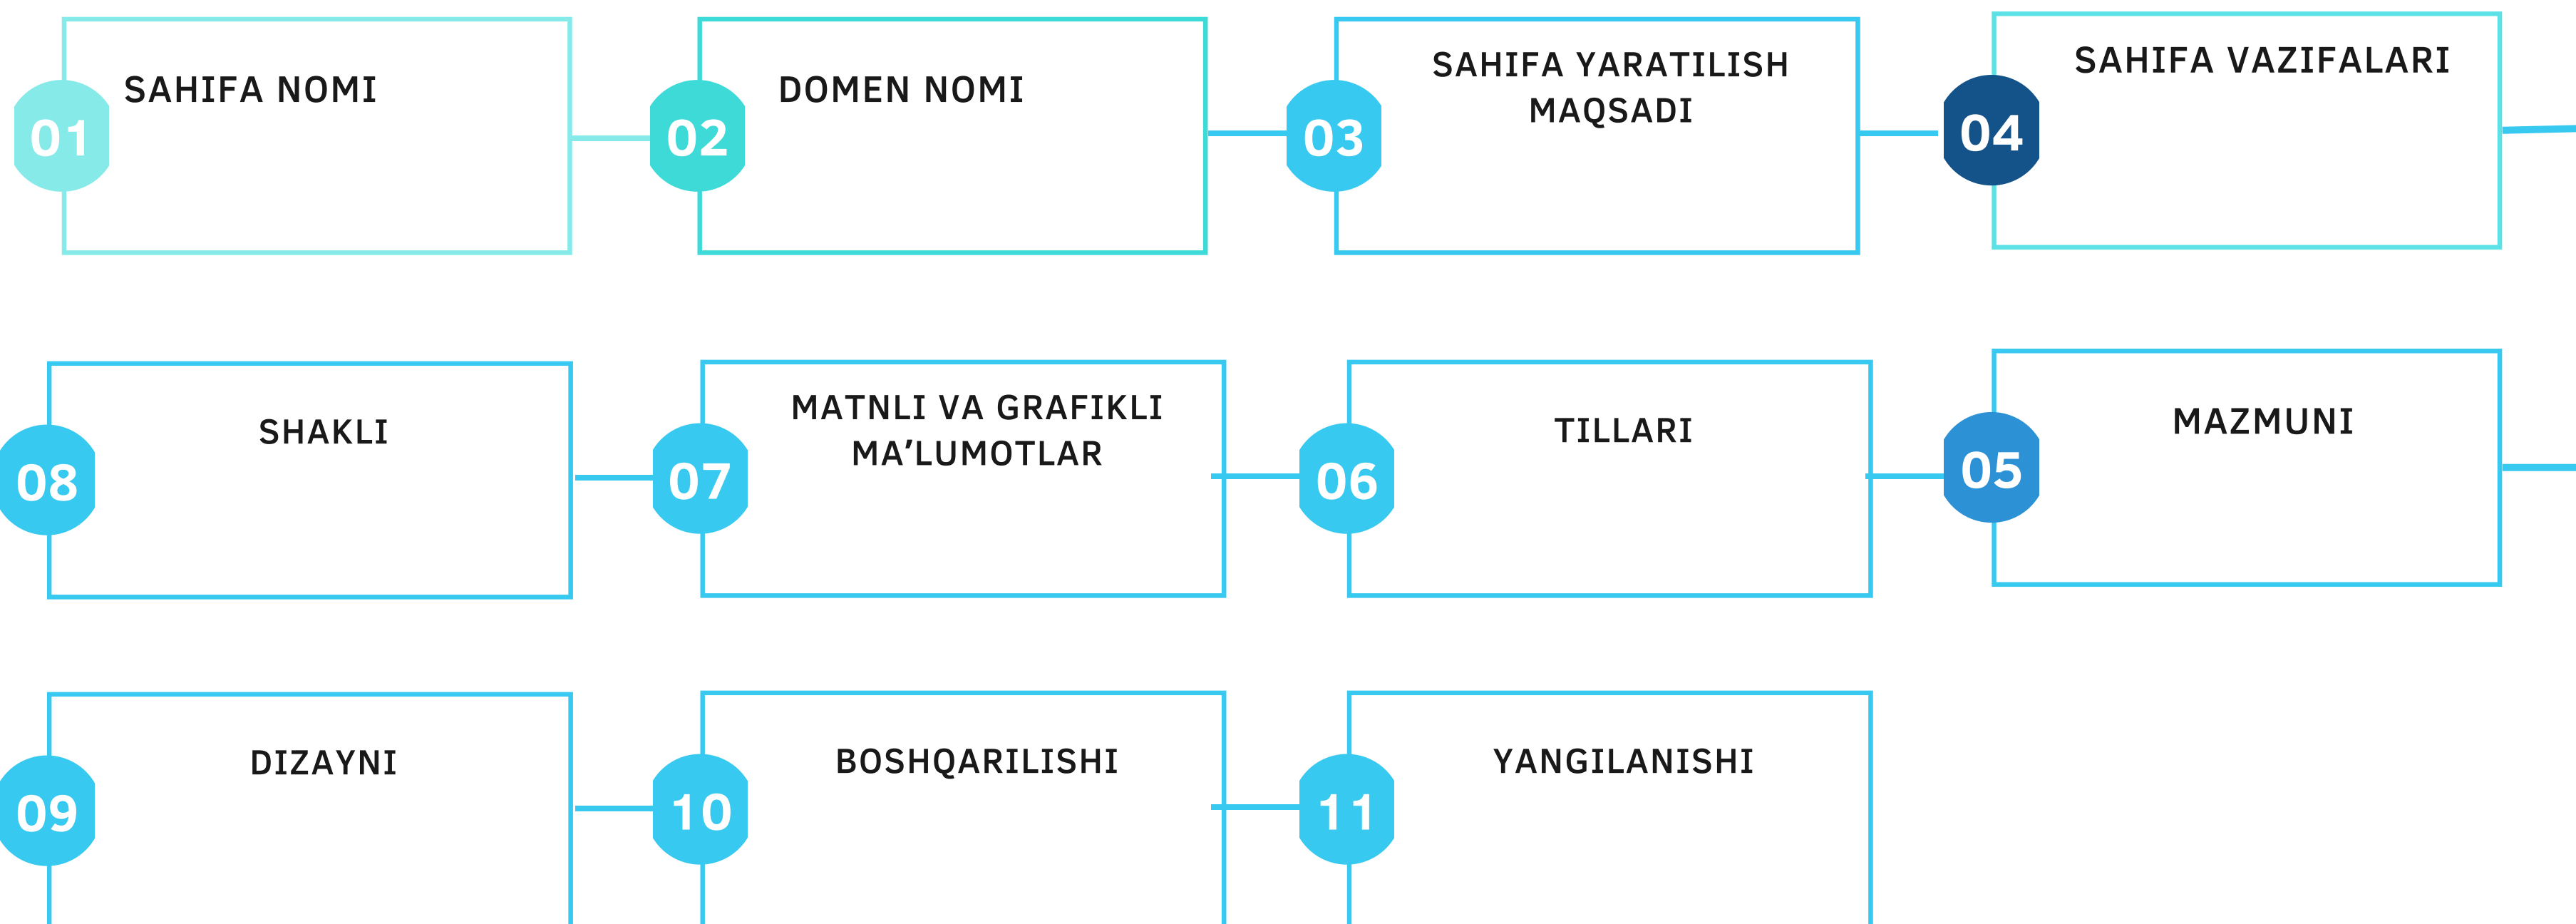 01
SAHIFA NOMI
02
DOMEN NOMI
03
SAHIFA YARATILISH
MAQSADI
04
SAHIFA VAZIFALARI
08
SHAKLI
07
MATNLI VA GRAFIKLI
MA’LUMOTLAR
06
TILLARI
05
MAZMUNI
09
DIZAYNI
10
BOSHQARILISHI
11
YANGILANISHI